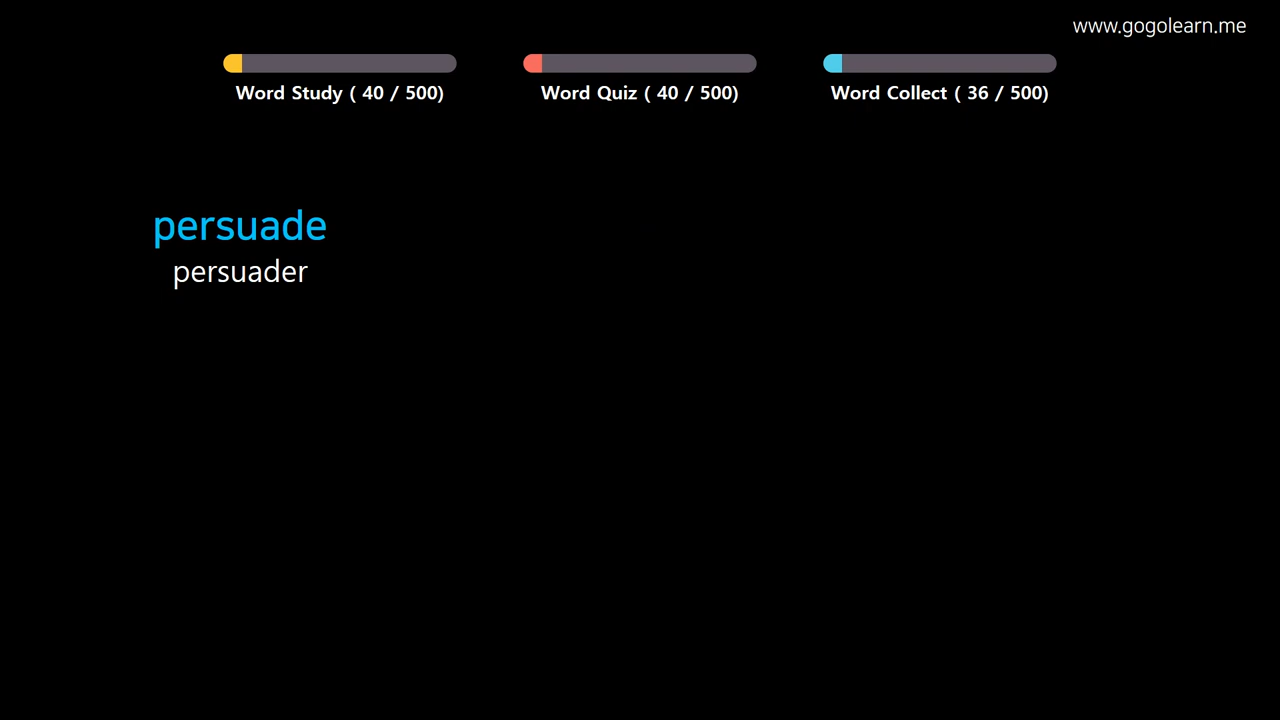 www.gogolearn.me
Word Study ( 40 / 500)
Word Quiz ( 40 / 500)
Word Collect ( 36 / 500)
persuade
persuader